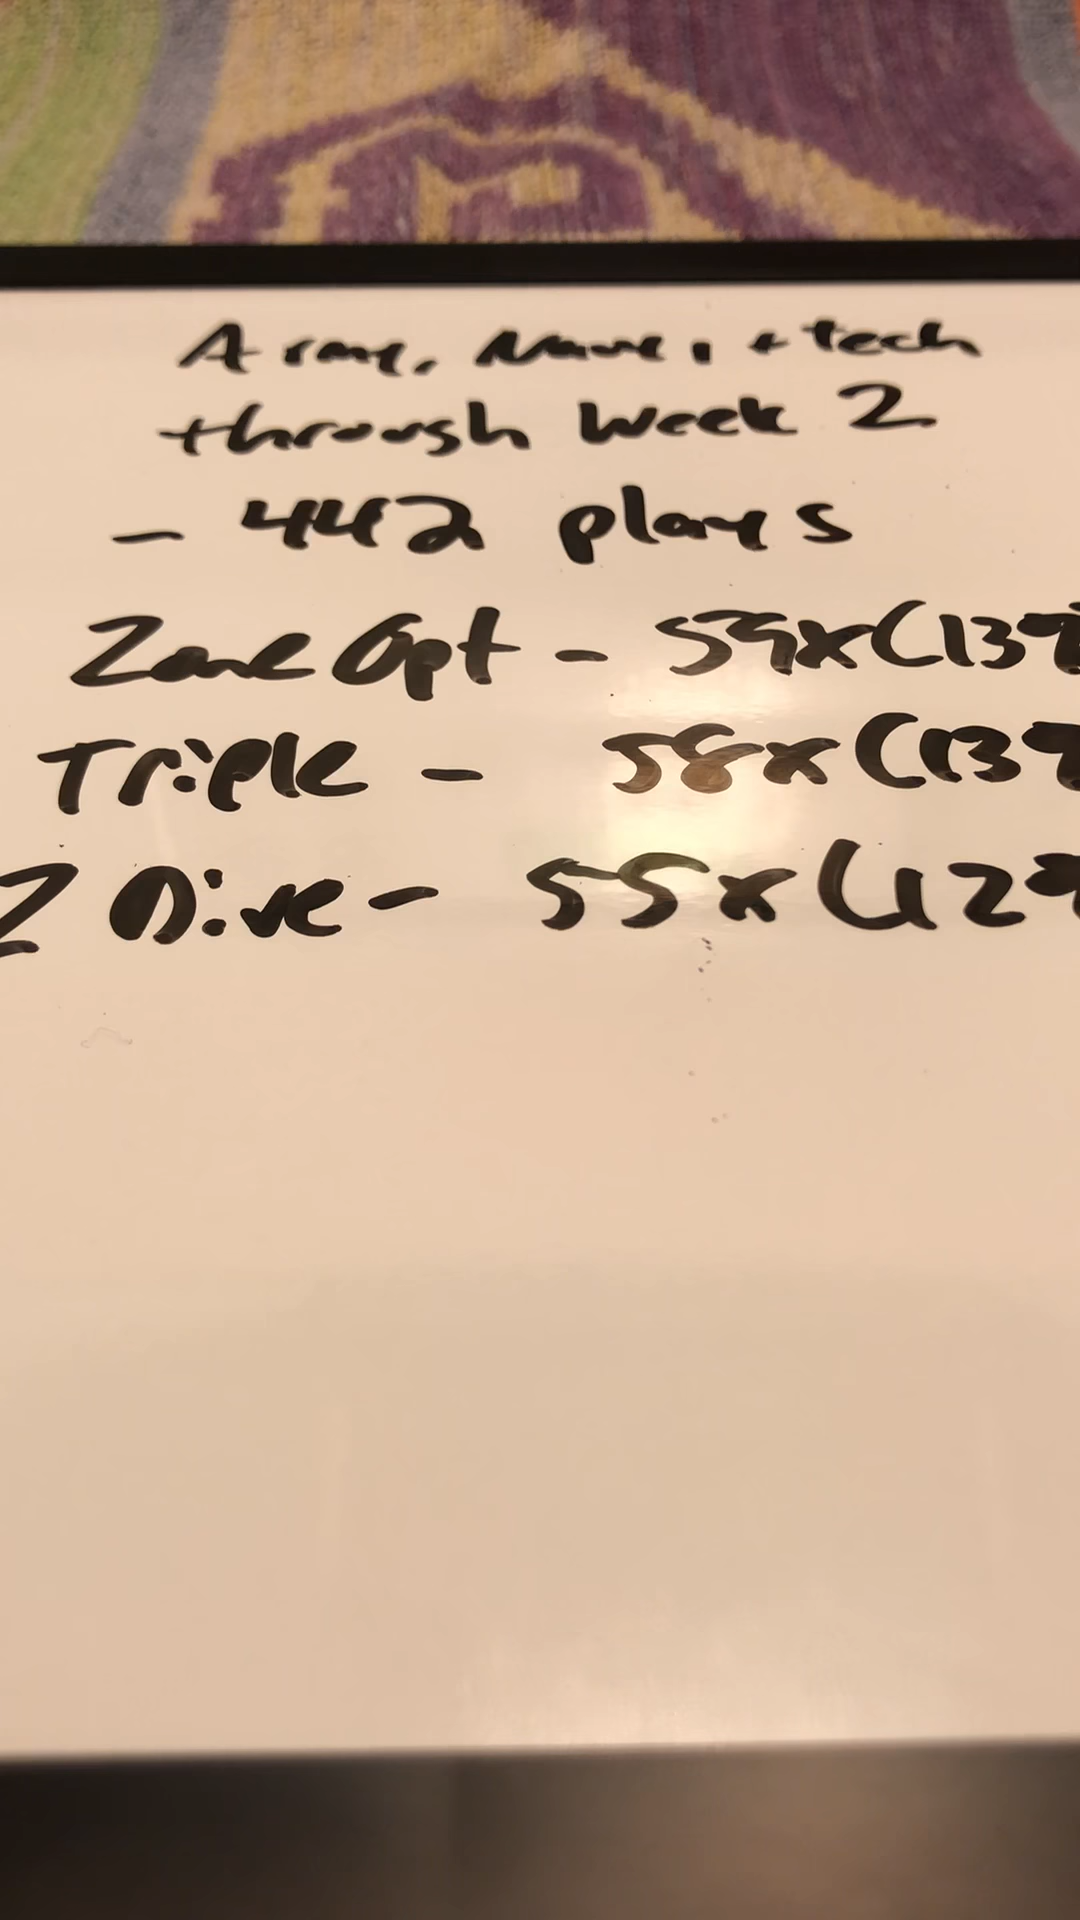 Army, Navy, + tech
through Week 2
- 442 plays
Zone Opt - 59x (13%
Triple - 58x (13%
Z Dive - 55x (12%